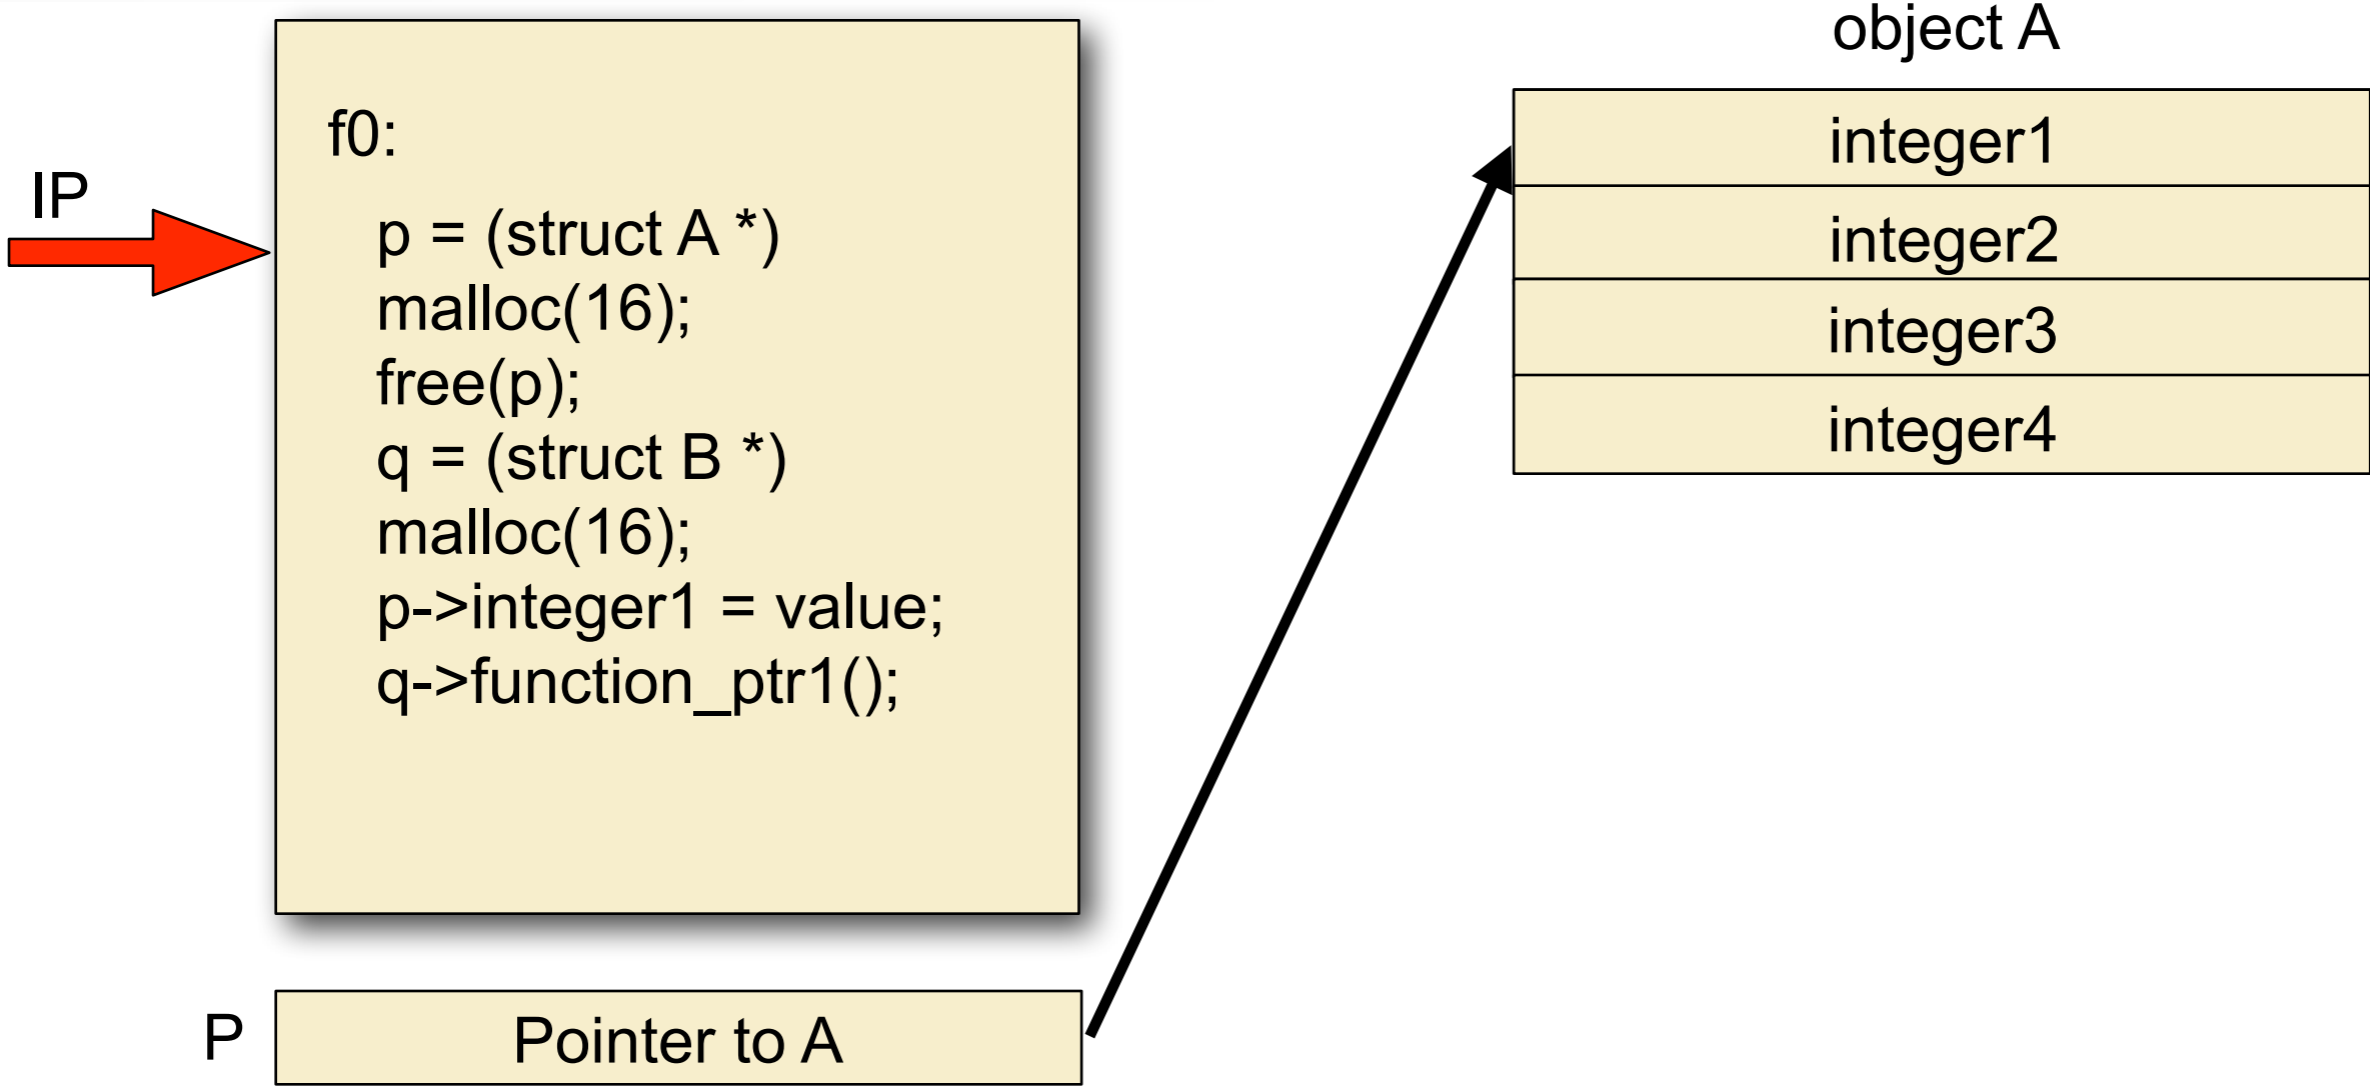 IP
f0:
p = (struct A *)
malloc(16);
free(p);
q = (struct B *)
malloc(16);
p->integer1 = value;
q->function_ptr1();
P
Pointer to A
object A
integer1
integer2
integer3
integer4